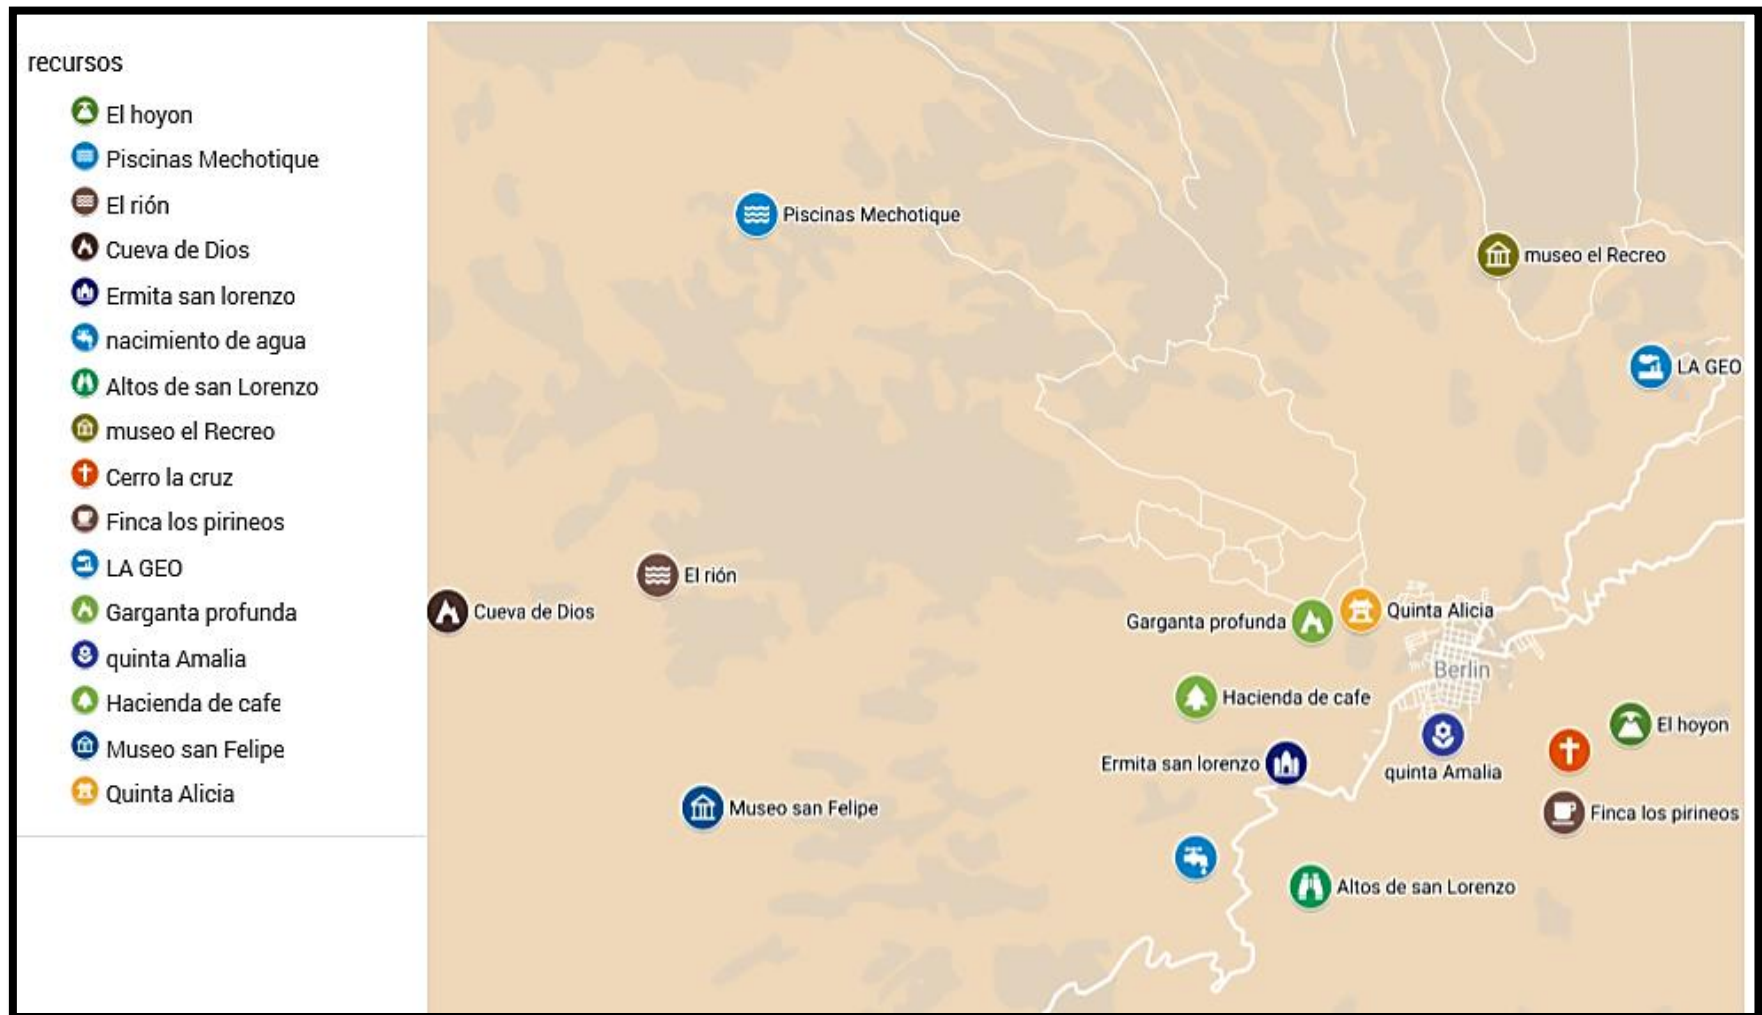 recursos
El hoyon
Piscinas Mechotique
El rión
Cueva de Dios
Ermita san lorenzo
nacimiento de agua
Altos de san Lorenzo
museo el Recreo
Cerro la cruz
Finca los pirineos
LA GEO
Garganta profunda
quinta Amalia
Hacienda de cafe
Museo san Felipe
Quinta Alicia
Piscinas Mechotique
museo el Recreo
LA GEO
El rión
Cueva de Dios
Garganta profunda
Quinta Alicia
Berlin
Hacienda de cafe
El hoyon
Ermita san lorenzo
quinta Amalia
Museo san Felipe
Finca los pirineos
Altos de san Lorenzo